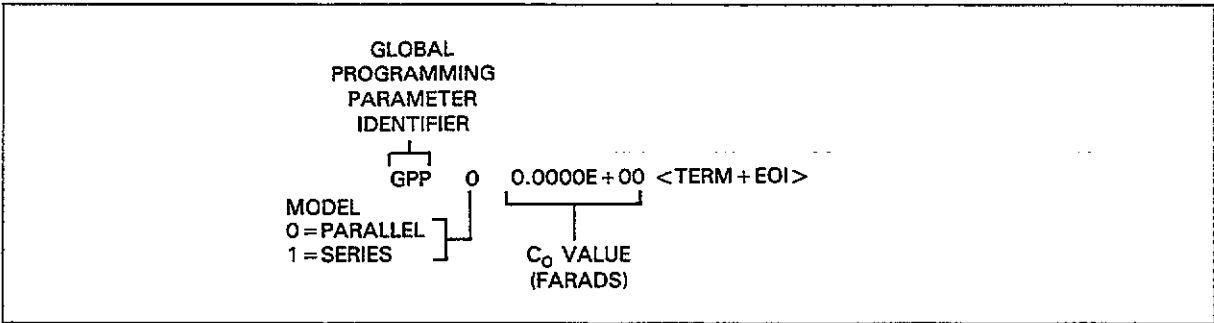 GLOBAL
PROGRAMMING
PARAMETER
IDENTIFIER
GPP 0 0.0000E+00 <TERM+EOI>
MODEL
0=PARALLEL
1=SERIES
C₀ VALUE
(FARADS)